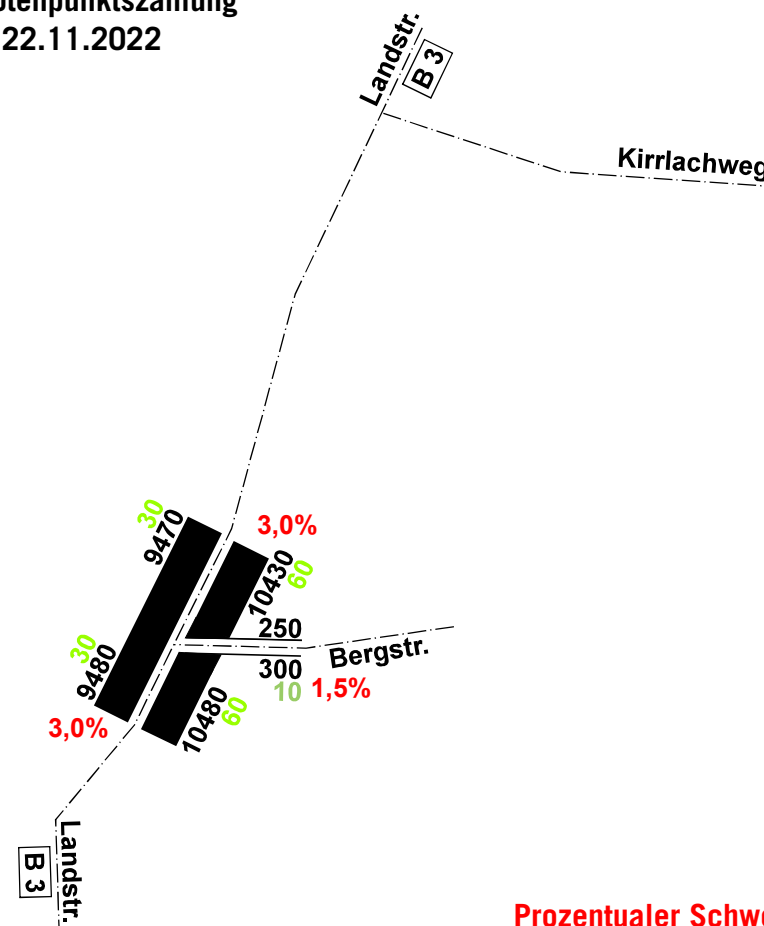 22.11.2022
Landstr.
B 3
Kirrlachweg
30
9470
3,0%
10430
60
250
Bergstr.
300
10 1,5%
30
9480
3,0%
10480
60
Landstr.
B 3
Prozentualer